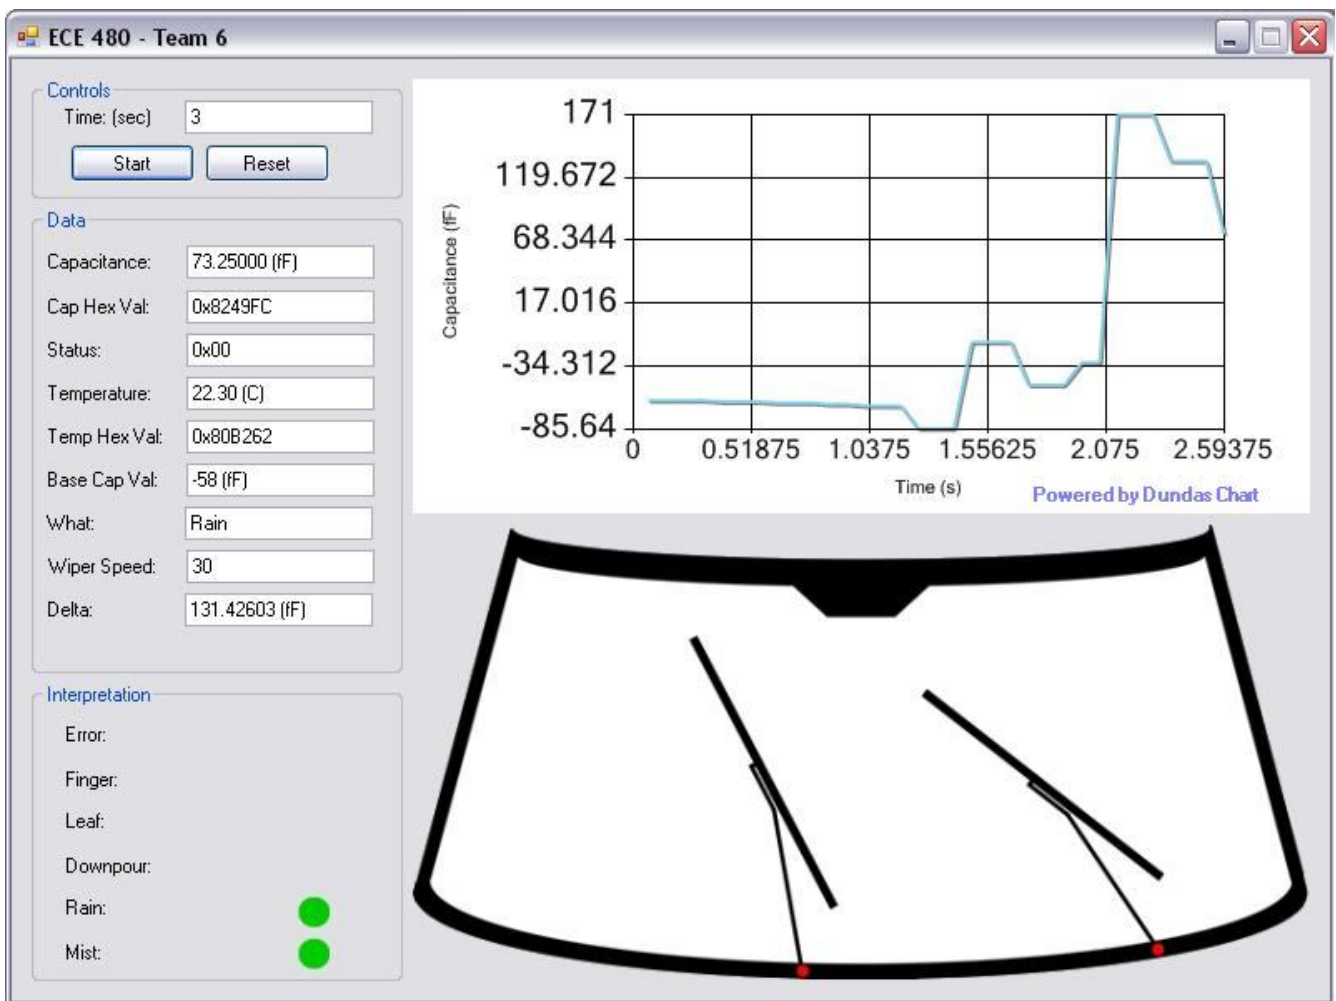 ECE 480 - Team 6
Controls
Time: (sec) 3
Start Reset
Data
Capacitance: 73.25000 (fF)
Cap Hex Val: 0x8249FC
Status: 0x00
Temperature: 22.30 (C)
Temp Hex Val: 0x80B262
Base Cap Val: -58 (fF)
What: Rain
Wiper Speed: 30
Delta: 131.42603 (fF)
Interpretation
Error:
Finger:
Leaf:
Downpour:
Rain:
Mist:
171
119.672
68.344
17.016
-34.312
-85.64
Capacitance (fF)
0 0.51875 1.0375 1.55625 2.075 2.59375
Time (s)
Powered by Dundas Chart